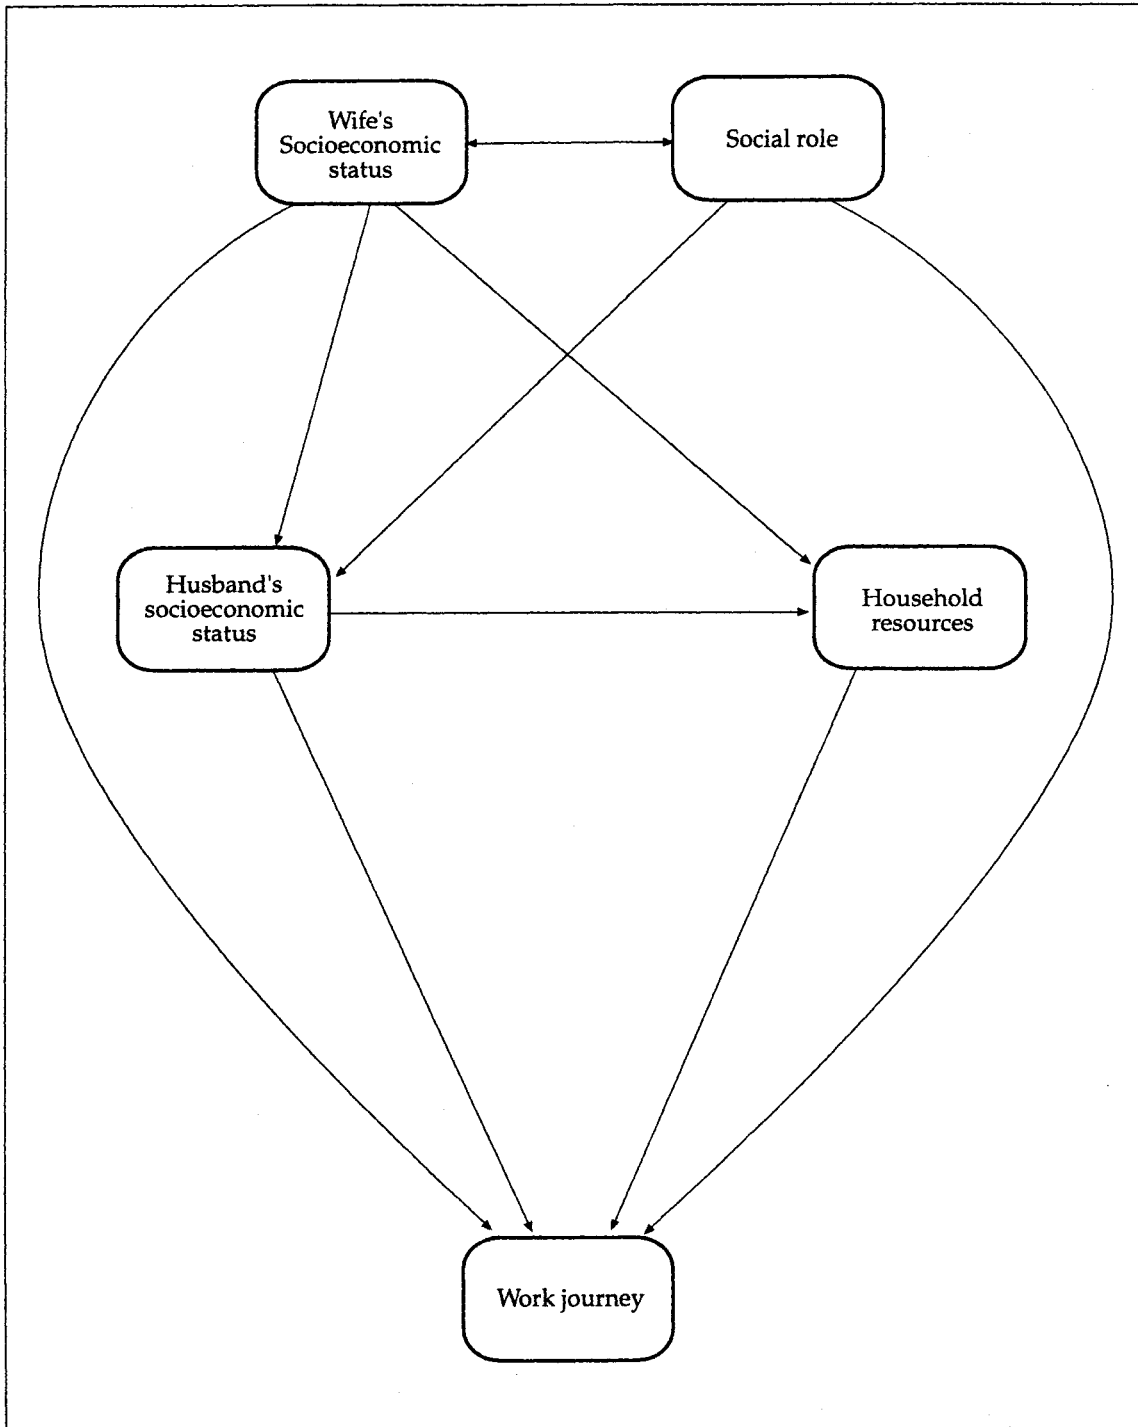 Wife's
Socioeconomic
status
Social role
Husband's
socioeconomic
status
Household
resources
Work journey